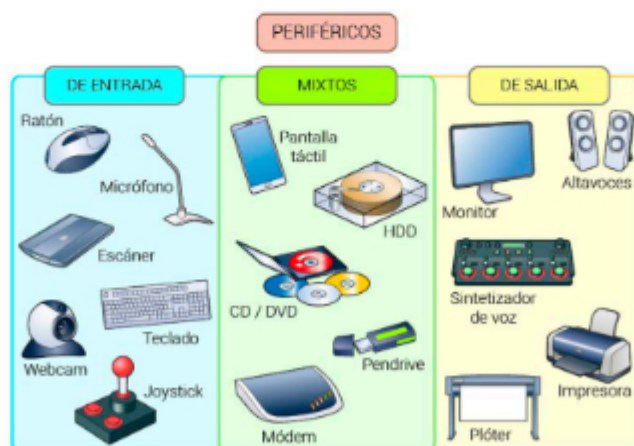 PERIFÉRICOS
DE ENTRADA
Ratón
Micrófono
Escáner
Teclado
Webcam
Joystick
MIXTOS
Pantalla
táctil
HDD
CD / DVD
Pendrive
Módem
DE SALIDA
Monitor
Altavoces
Sintetizador
de voz
Impresora
Plóter